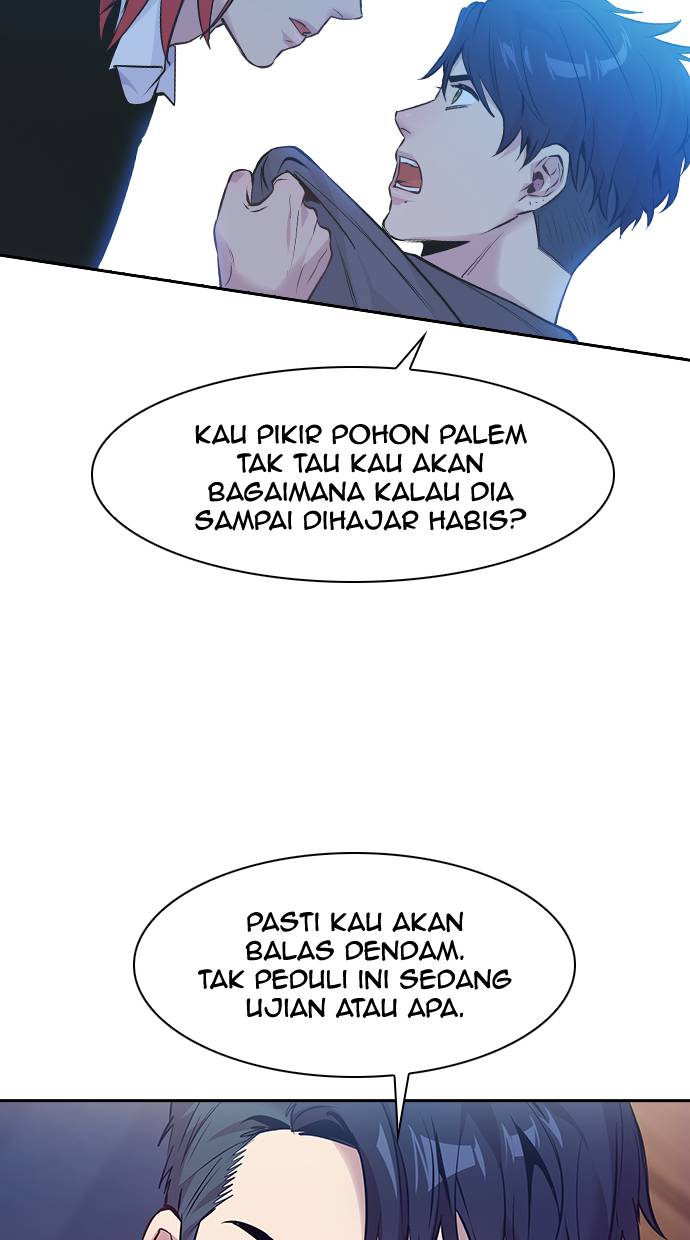 KAU PIKIR POHON PALEM
TAK TAU KAU AKAN
BAGAIMANA KALAU DIA
SAMPAI DIHAJAR HABIS?
PASTI KAU AKAN
BALAS DENDAM.
TAK PEDULI INI SEDANG
UJIAN ATAU APA.